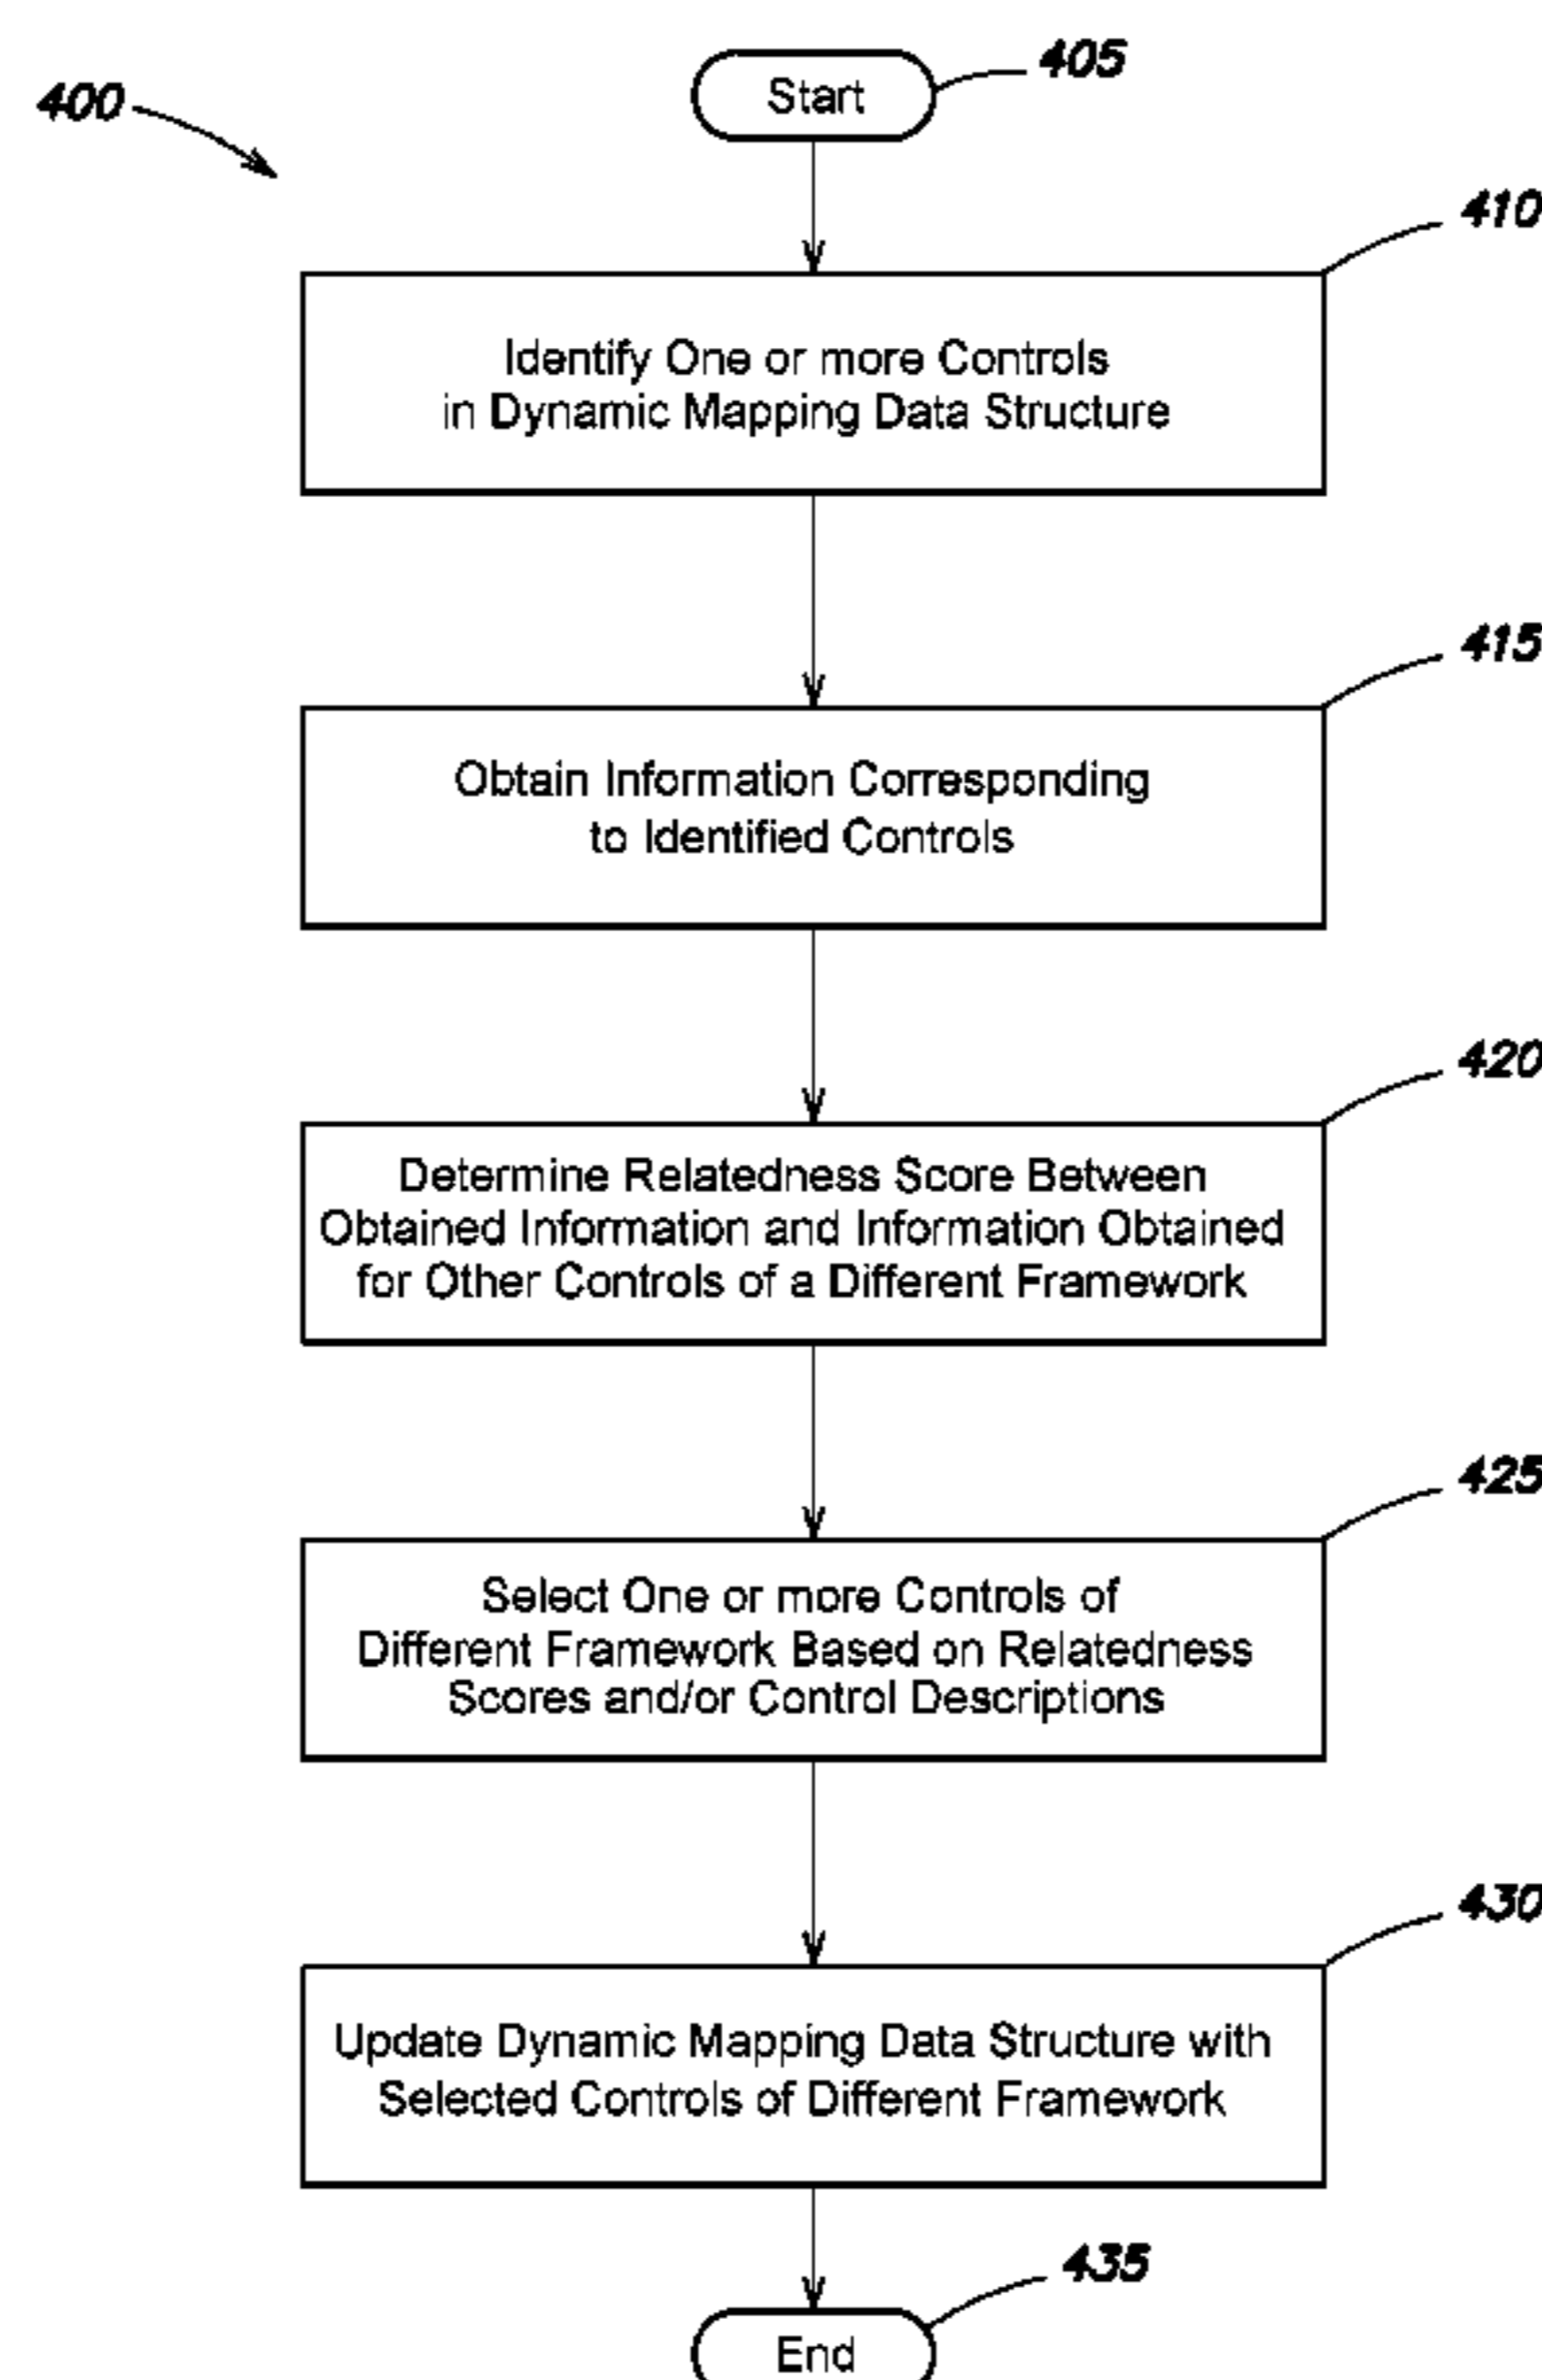 400
Start
405
410
Identify One or more Controls
in Dynamic Mapping Data Structure
415
Obtain Information Corresponding
to Identified Controls
420
Determine Relatedness Score Between
Obtained Information and Information Obtained
for Other Controls of a Different Framework
425
Select One or more Controls of
Different Framework Based on Relatedness
Scores and/or Control Descriptions
430
Update Dynamic Mapping Data Structure with
Selected Controls of Different Framework
435
End